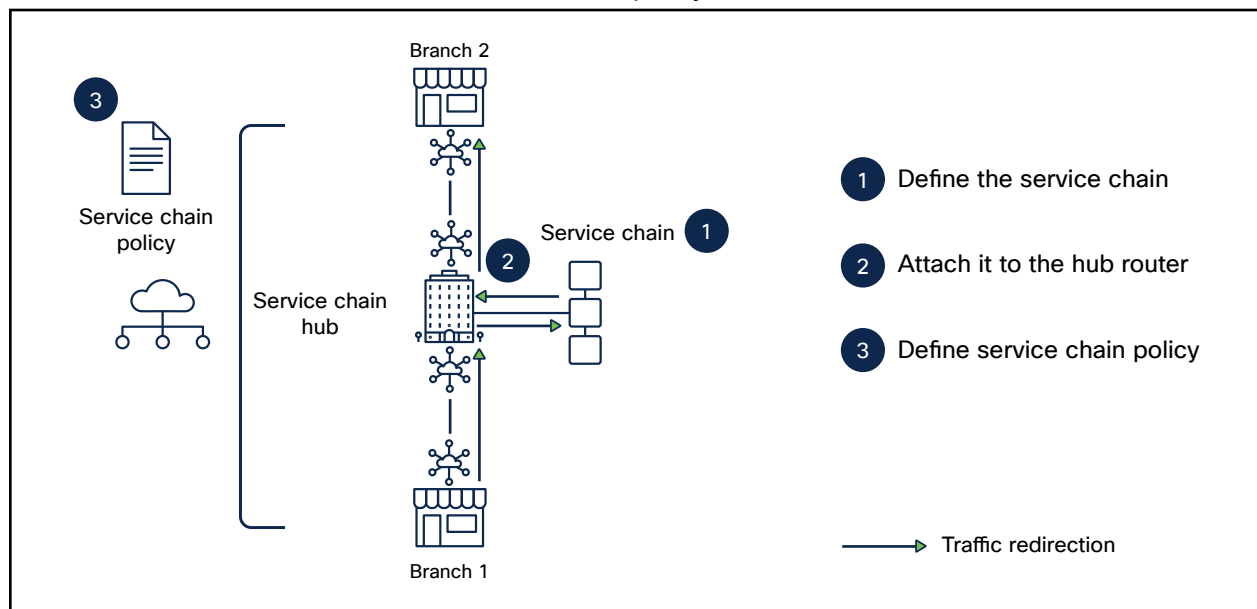 Branch 2
3
Service chain
policy
Service chain
hub
2
Service chain
1
Branch 1
1 Define the service chain
2 Attach it to the hub router
3 Define service chain policy
Traffic redirection